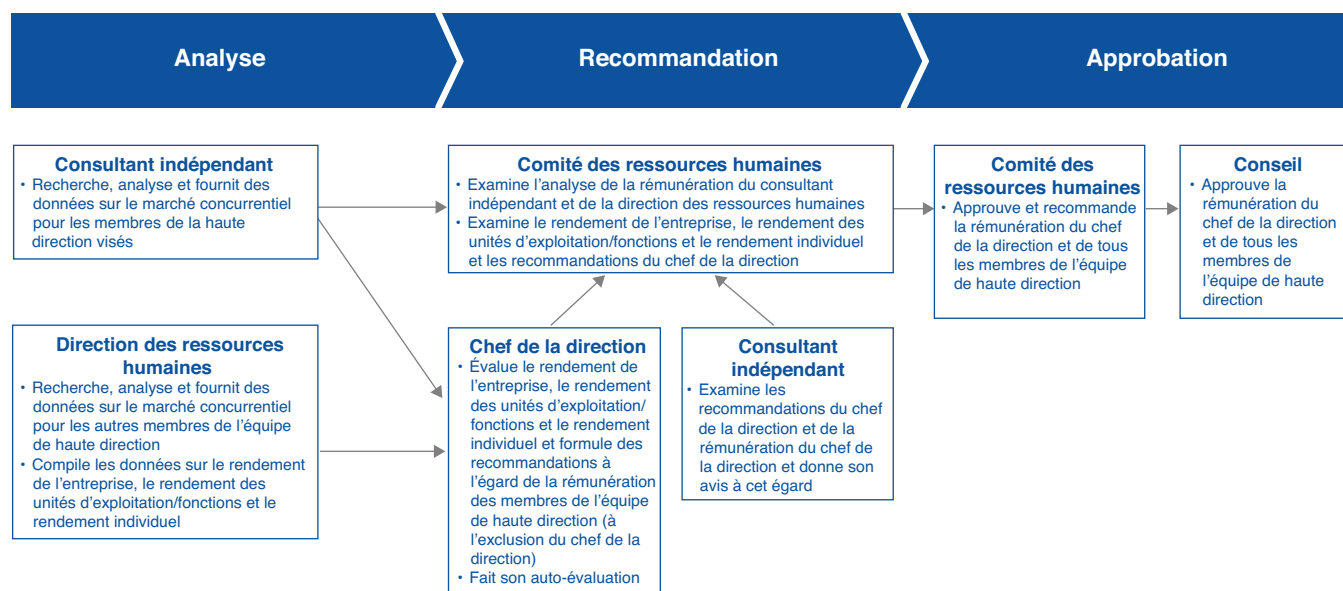 Analyse
Recommandation
Approbation
Consultant indépendant
• Recherche, analyse et fournit des
données sur le marché concurrentiel
pour les membres de la haute
direction visés
Direction des ressources
humaines
• Recherche, analyse et fournit des
données sur le marché concurrentiel
pour les autres membres de l’équipe
de haute direction
• Compile les données sur le rendement
de l’entreprise, le rendement des
unités d’exploitation/fonctions et le
rendement individuel
Comité des ressources humaines
• Examine l’analyse de la rémunération du consultant
indépendant et de la direction des ressources humaines
• Examine le rendement de l’entreprise, le rendement des
unités d’exploitation/fonctions et le rendement individuel
et les recommandations du chef de la direction
Chef de la direction
• Évalue le rendement de
l’entreprise, le rendement
des unités d’exploitation/
fonctions et le rendement
individuel et formule des
recommandations à
l’égard de la rémunération
des membres de l’équipe
de haute direction (à
l’exclusion du chef de la
direction)
• Fait son auto-évaluation
Consultant
indépendant
• Examine les
recommandations du chef
de la direction et de la
rémunération du chef de
la direction et donne son
avis à cet égard
Comité des
ressources humaines
• Approuve et recommande
la rémunération du chef
de la direction et de tous
les membres de l’équipe
de haute direction
Conseil
• Approuve la
rémunération du
chef de la direction
et de tous les
membres de
l’équipe de haute
direction